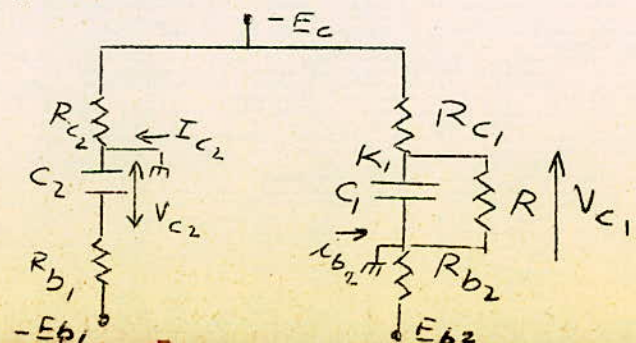 -Ec
Rc2
Ic2
C2
Vc2
Rb1
-Eb1
Rc1
K1
C1
R
Vc1
ib2
Rb2
Eb2